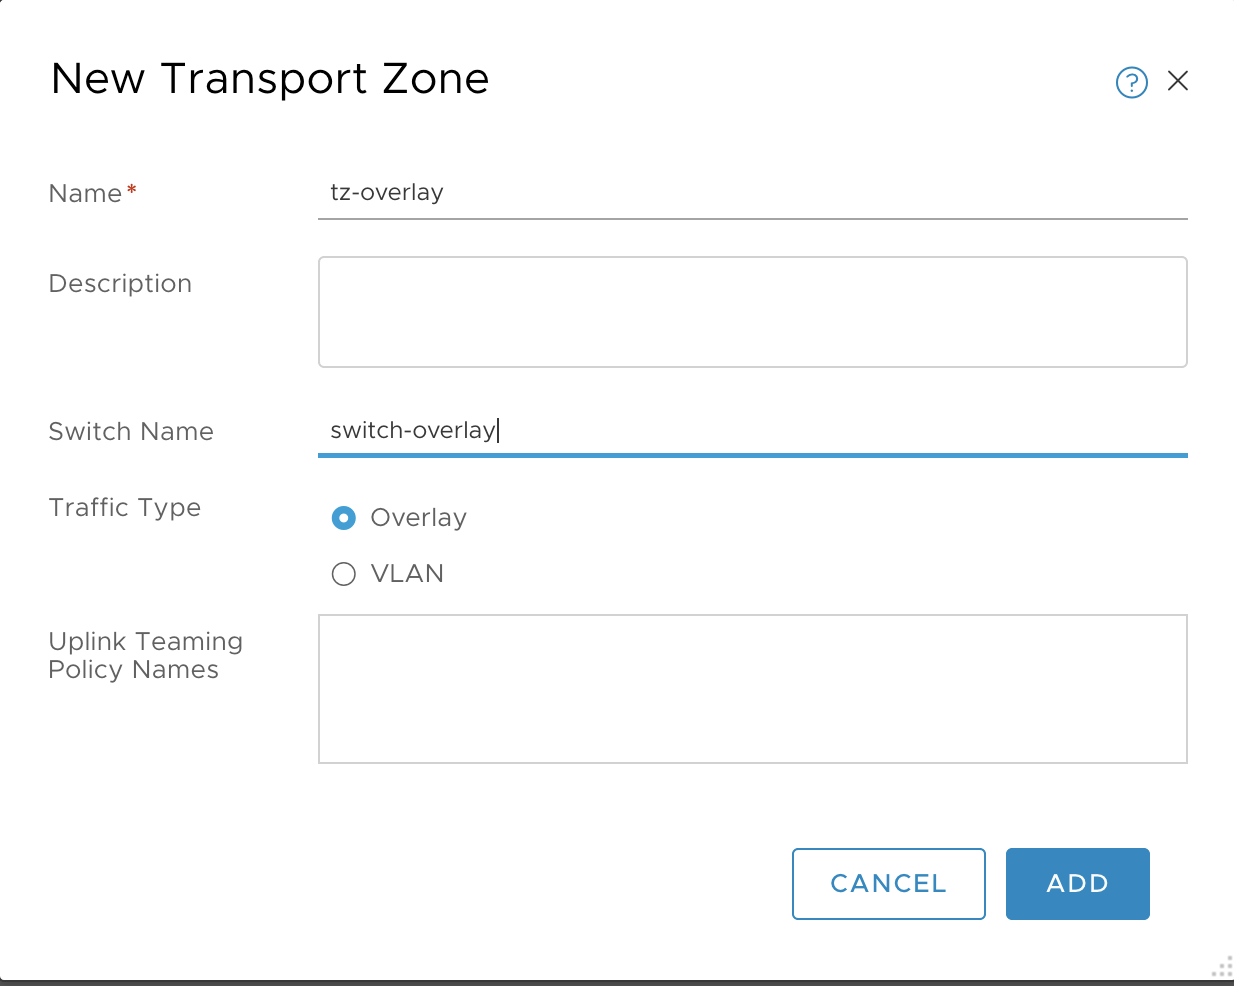 New Transport Zone
?
Name* tz-overlay
Description
Switch Name switch-overlay
Traffic Type
Overlay
VLAN
Uplink Teaming
Policy Names
CANCEL ADD